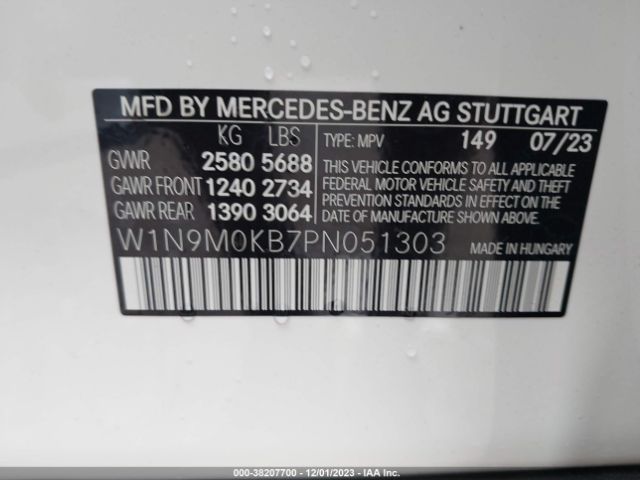 MFD BY MERCEDES-BENZ AG STUTTGART
KG LBS
GVWR 2580 5688
GAWR FRONT 1240 2734
GAWR REAR 1390 3064
TYPE: MPV 149 07/23
THIS VEHICLE CONFORMS TO ALL APPLICABLE
FEDERAL MOTOR VEHICLE SAFETY AND THEFT
PREVENTION STANDARDS IN EFFECT ON THE
DATE OF MANUFACTURE SHOWN ABOVE.
W1N9M0KB7PN051303 MADE IN HUNGARY
000-38207700 - 12/01/2023 - IAAI.COM